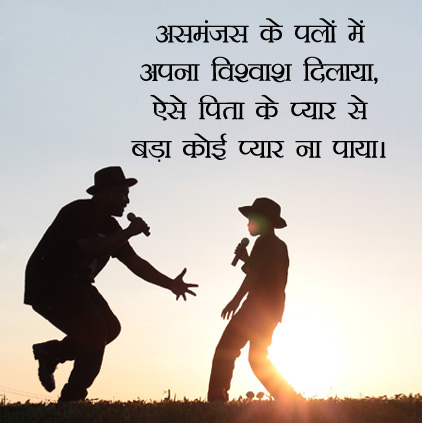 असमंजस के पलों में
अपना विश्वाश दिलाया,
ऐसे पिता के प्यार से
बड़ा कोई प्यार ना पाया।